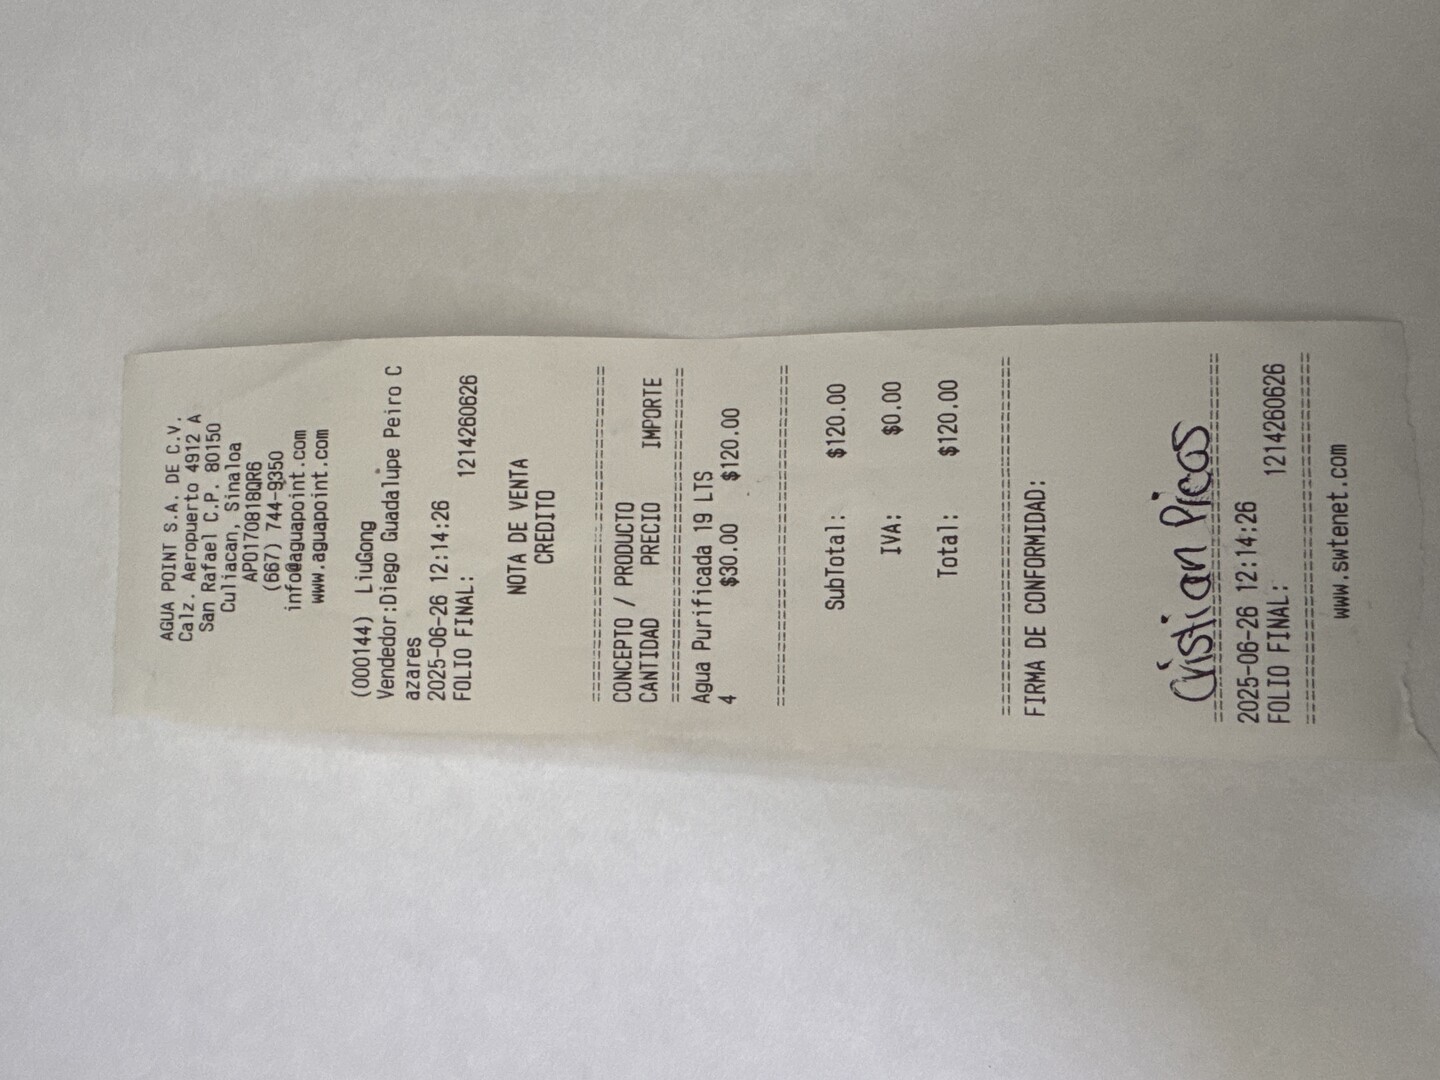 AGUA POINT S.A. DE C.V.
Calz. Aeropuerto 4912 A
San Rafael C.P. 80150
Culiacan, Sinaloa
APO170818QR6
(667) 744-9350
info@aguapoint.com
www.aguapoint.com
(000144) LiuGong
Vendedor:Diego Guadalupe Peiro C
azares
2025-06-26 12:14:26
FOLIO FINAL: 1214260626
NOTA DE VENTA
CREDITO
================================
CONCEPTO / PRODUCTO
CANTIDAD PRECIO IMPORTE
================================
Agua Purificada 19 LTS
4 $30.00 $120.00
================================
SubTotal: $120.00
IVA: $0.00
Total: $120.00
================================
FIRMA DE CONFORMIDAD:
Cristian Picos
================================
2025-06-26 12:14:26
FOLIO FINAL: 1214260626
================================
www.swtenet.com